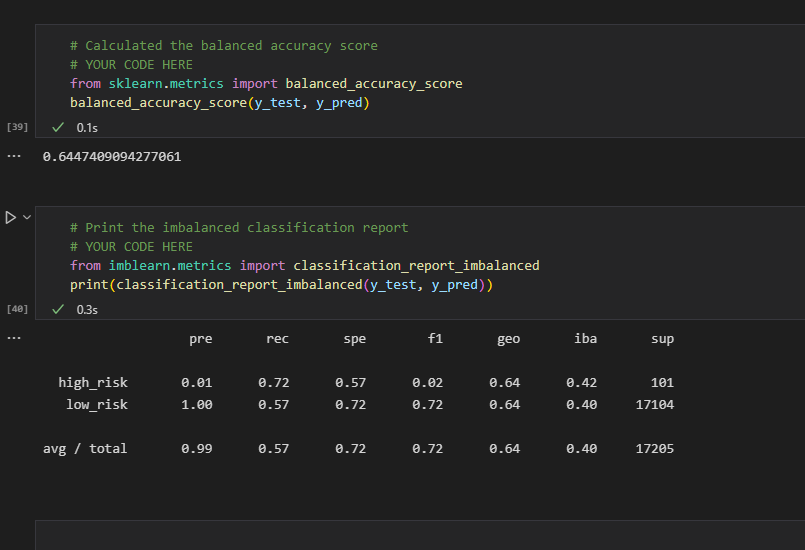 # Calculated the balanced accuracy score
# YOUR CODE HERE
from sklearn.metrics import balanced_accuracy_score
balanced_accuracy_score(y_test, y_pred)
[39] ✓ 0.1s
... 0.6447409094277061
# Print the imbalanced classification report
# YOUR CODE HERE
from imblearn.metrics import classification_report_imbalanced
print(classification_report_imbalanced(y_test, y_pred))
[40] ✓ 0.3s
... pre rec spe f1 geo iba sup
high_risk 0.01 0.72 0.57 0.02 0.64 0.42 101
low_risk 1.00 0.57 0.72 0.72 0.64 0.40 17104
avg / total 0.99 0.57 0.72 0.72 0.64 0.40 17205